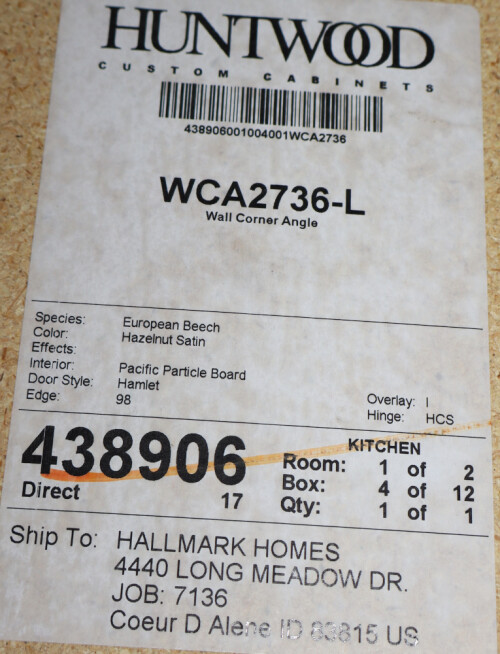 HUNTWOOD
CUSTOM CABINETS
438906001004001WCA2736
WCA2736-L
Wall Corner Angle
Species: European Beech
Color: Hazelnut Satin
Effects:
Interior: Pacific Particle Board
Door Style: Hamlet Overlay: I
Edge: 98 Hinge: HCS
438906 KITCHEN
Room: 1 of 2
Direct 17 Box: 4 of 12
Qty: 1 of 1
Ship To: HALLMARK HOMES
4440 LONG MEADOW DR.
JOB: 7136
Coeur D Alene ID 83815 US